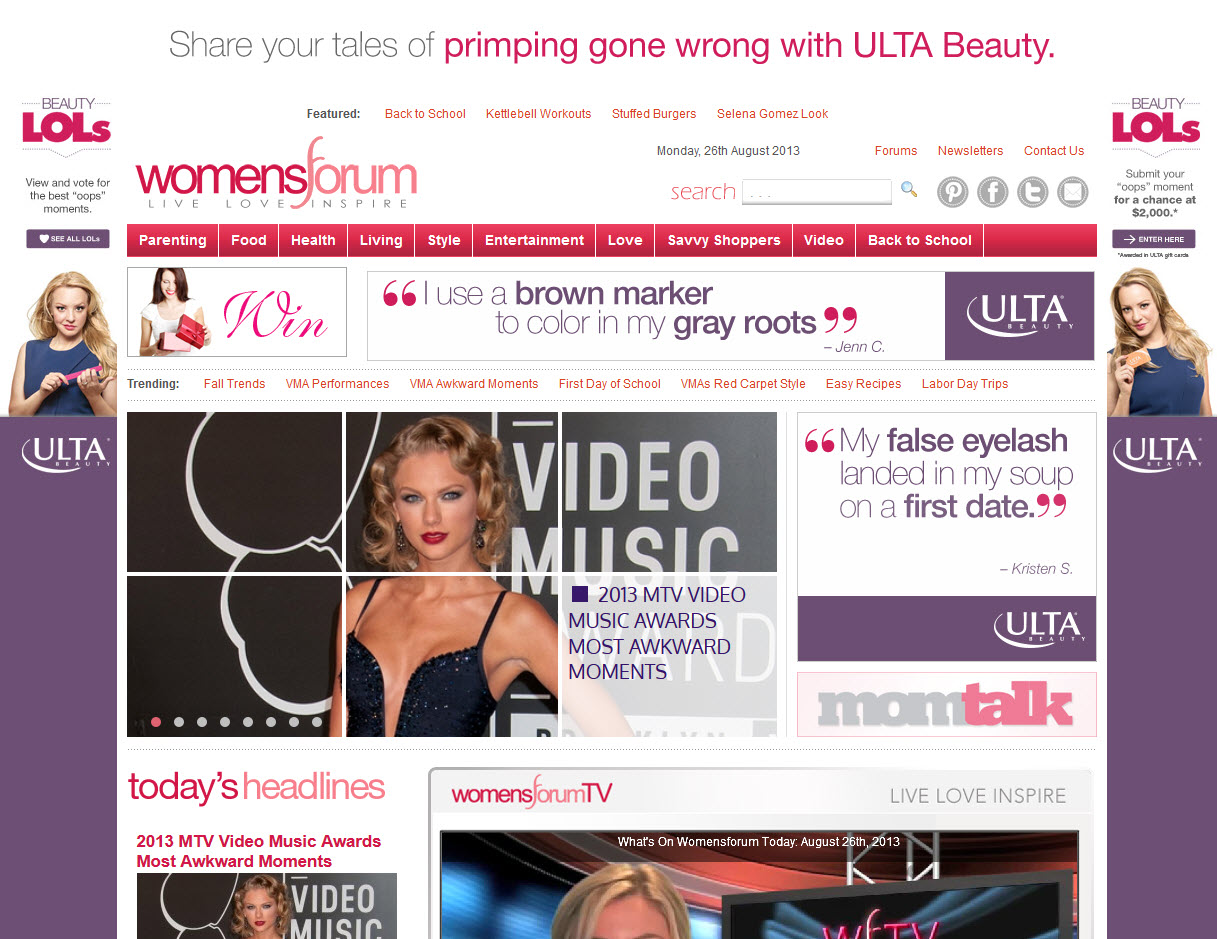 Share your tales of primping gone wrong with ULTA Beauty.
BEAUTY
LOLs
View and vote for
the best “oops”
moments.
SEE ALL LOLs
ULTA
BEAUTY
Featured: Back to School Kettlebell Workouts Stuffed Burgers Selena Gomez Look
womensforum
LIVE LOVE INSPIRE
Monday, 26th August 2013
Forums Newsletters Contact Us
search ...
Parenting Food Health Living Style Entertainment Love Savvy Shoppers Video Back to School
Win
“I use a brown marker
to color in my gray roots”
– Jenn C.
ULTA
BEAUTY
Trending: Fall Trends VMA Performances VMA Awkward Moments First Day of School VMAs Red Carpet Style Easy Recipes Labor Day Trips
VIDEO
MUSIC
AWARD
2013 MTV VIDEO
MUSIC AWARDS
MOST AWKWARD
MOMENTS
“My false eyelash
landed in my soup
on a first date.”
– Kristen S.
ULTA
BEAUTY
momtalk
BEAUTY
LOLs
Submit your
“oops” moment
for a chance at
$2,000.*
ENTER HERE
*Awarded in ULTA gift cards
ULTA
BEAUTY
today's headlines
2013 MTV Video Music Awards
Most Awkward Moments
VIDEO
MUSIC
womensforumTV
LIVE LOVE INSPIRE
What's On Womensforum Today: August 26th, 2013
WFTV